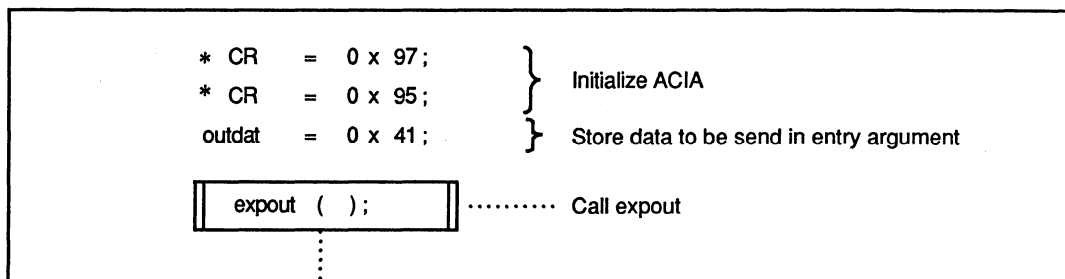 * CR = 0 x 97;
* CR = 0 x 95;
Initialize ACIA
outdat = 0 x 41; Store data to be send in entry argument
expout ( ); .......... Call expout